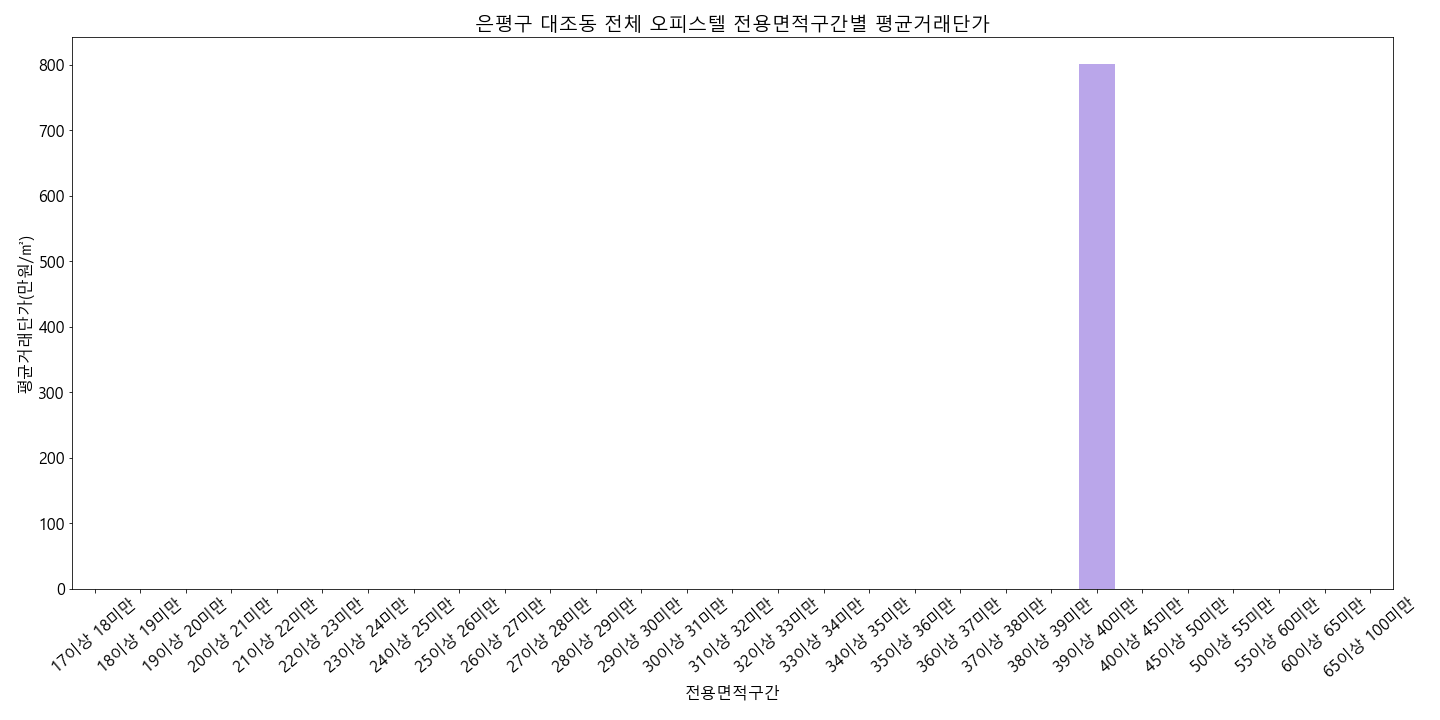 은평구 대조동 전체 오피스텔 전용면적구간별 평균거래단가
평균거래단가(만원/㎡)
800
700
600
500
400
300
200
100
0
17이상 18미만
18이상 19미만
19이상 20미만
20이상 21미만
21이상 22미만
22이상 23미만
23이상 24미만
24이상 25미만
25이상 26미만
26이상 27미만
27이상 28미만
28이상 29미만
29이상 30미만
30이상 31미만
31이상 32미만
32이상 33미만
33이상 34미만
34이상 35미만
35이상 36미만
36이상 37미만
37이상 38미만
38이상 39미만
39이상 40미만
40이상 45미만
45이상 50미만
50이상 55미만
55이상 60미만
60이상 65미만
65이상 100미만
전용면적구간